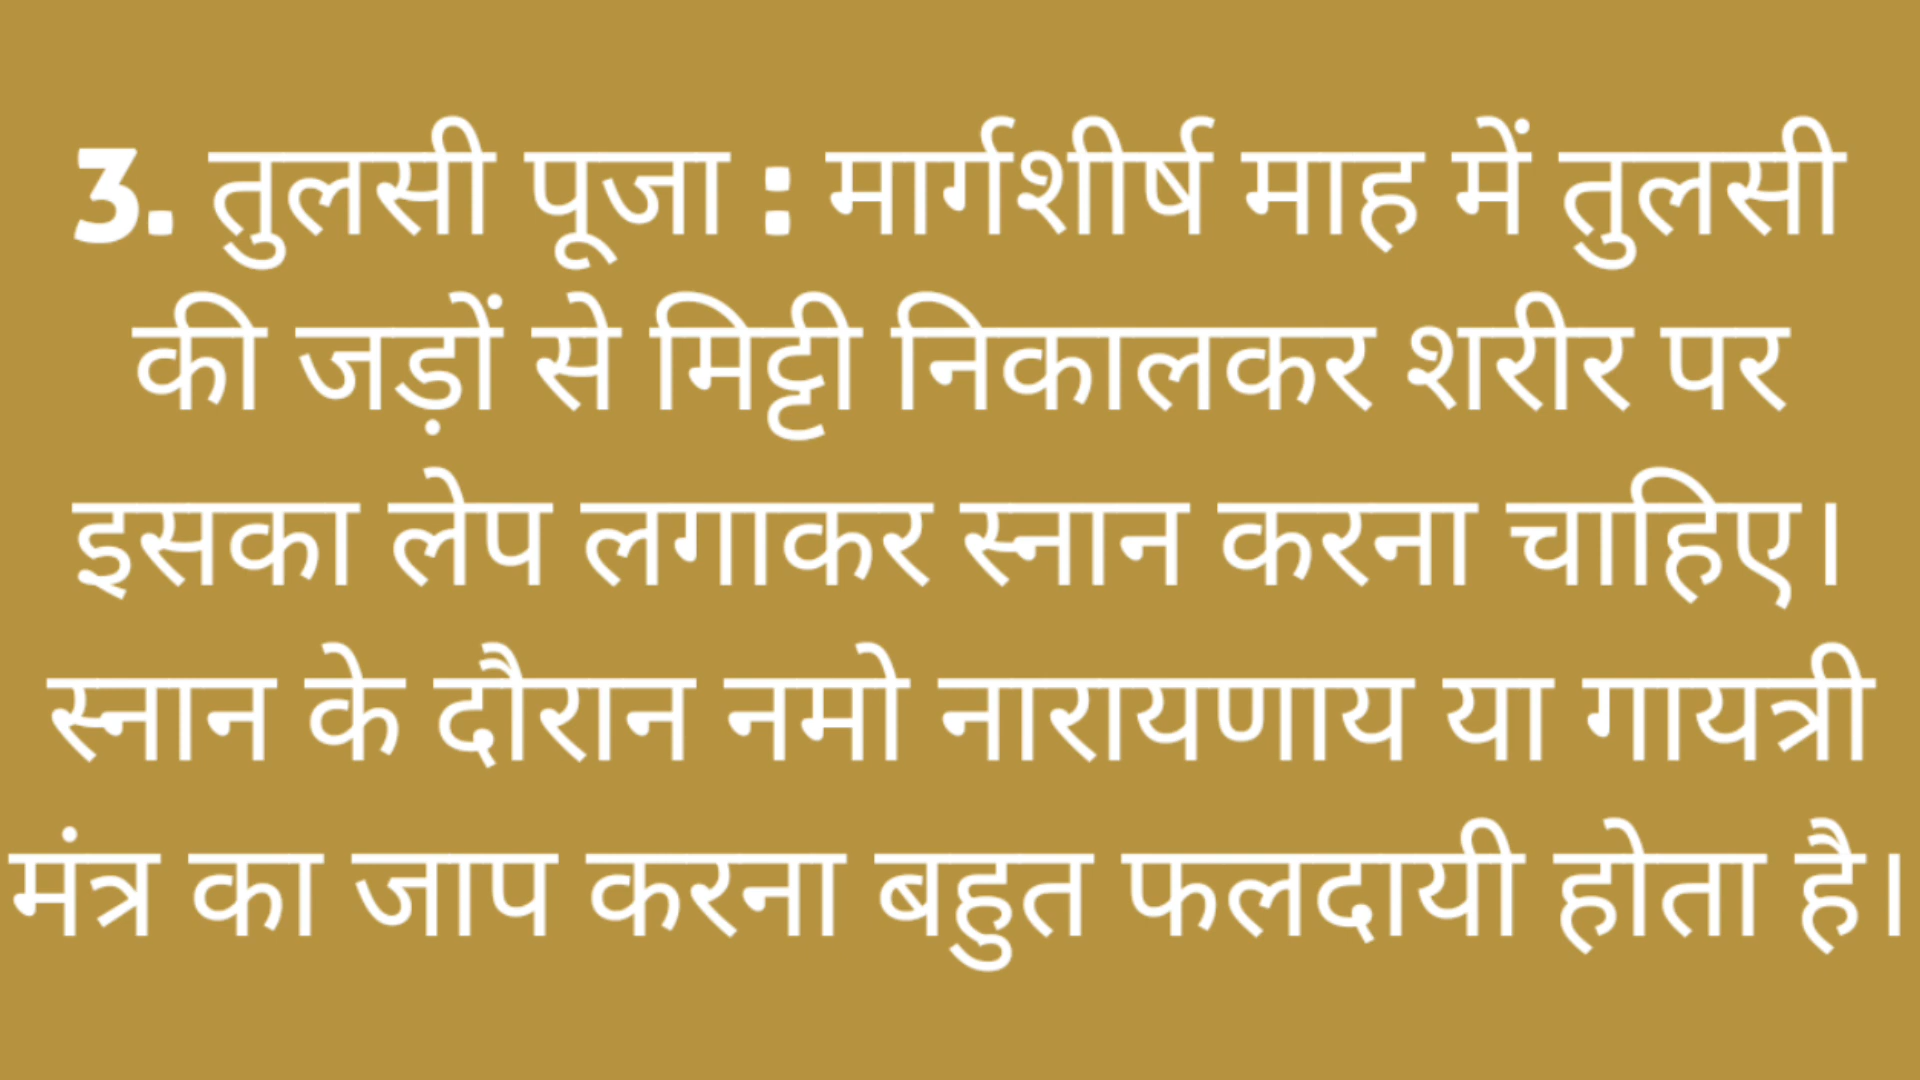 3. तुलसी पूजा : मार्गशीर्ष माह में तुलसी
की जड़ों से मिट्टी निकालकर शरीर पर
इसका लेप लगाकर स्नान करना चाहिए।
स्नान के दौरान नमो नारायणाय या गायत्री
मंत्र का जाप करना बहुत फलदायी होता है।